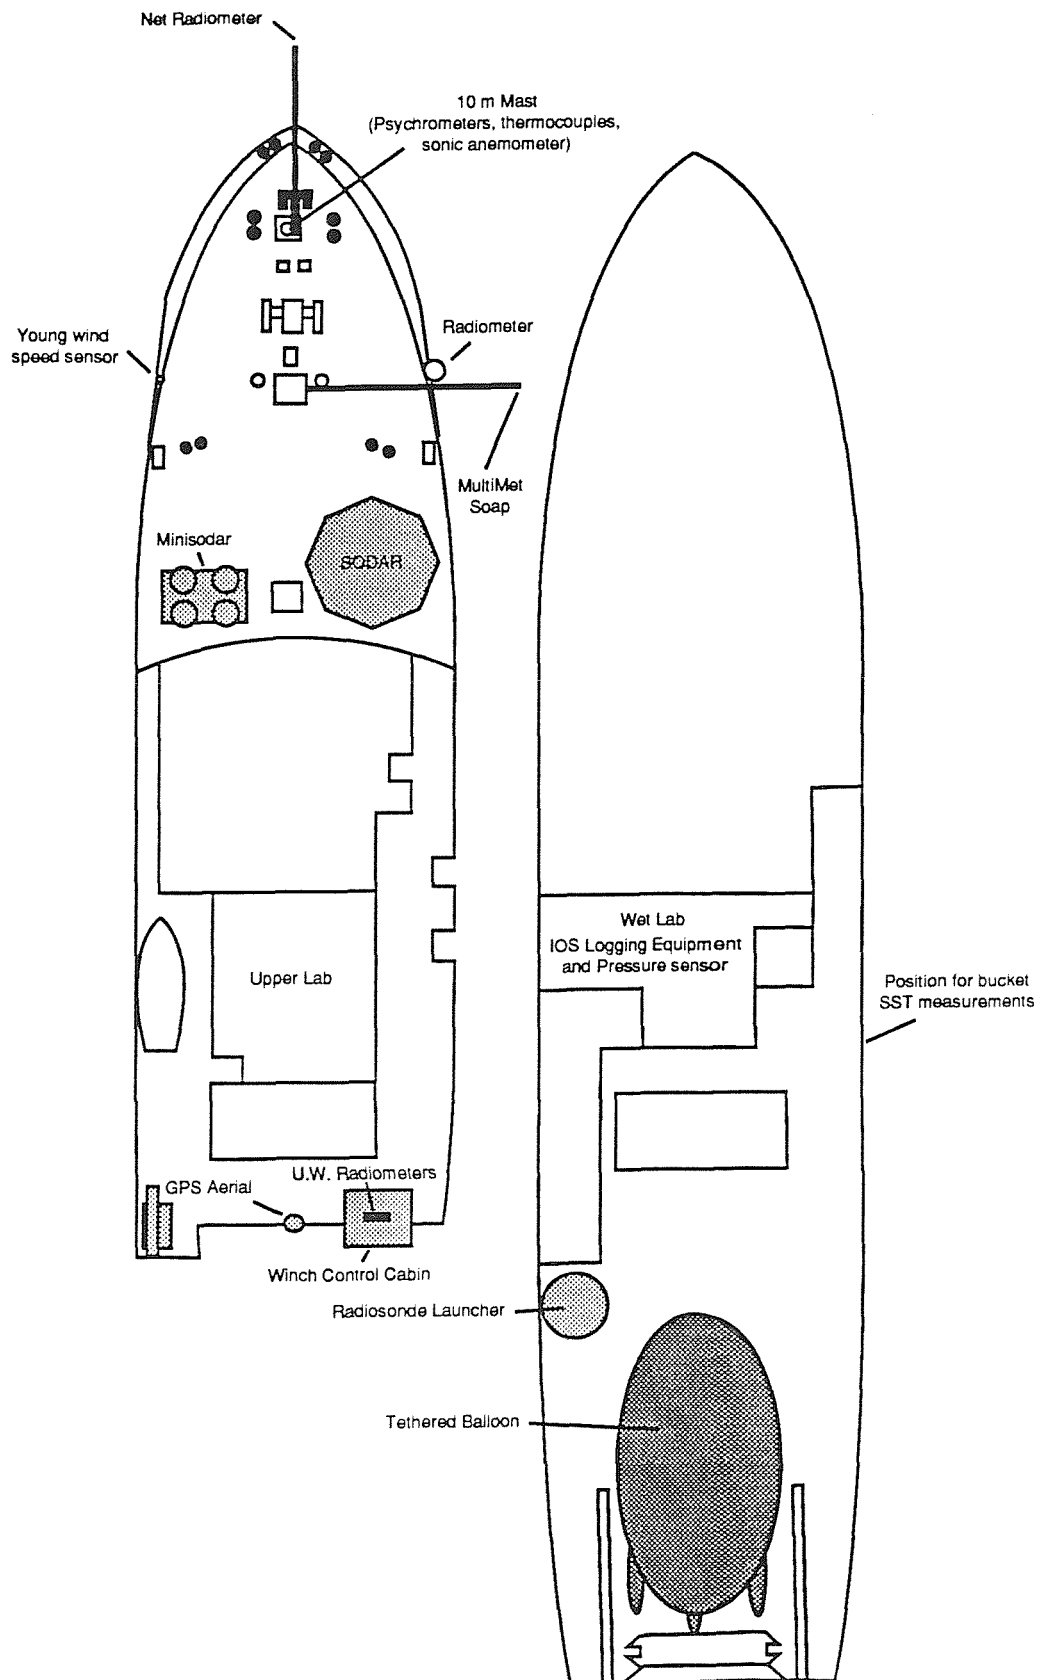 Net Radiometer
10 m Mast
(Psychrometers, thermocouples,
sonic anemometer)
Young wind
speed sensor
Radiometer
MultiMet
Soap
Minisodar
SODAR
Wet Lab
IOS Logging Equipment
and Pressure sensor
Upper Lab
Position for bucket
SST measurements
U.W. Radiometers
GPS Aerial
Winch Control Cabin
Radiosonde Launcher
Tethered Balloon